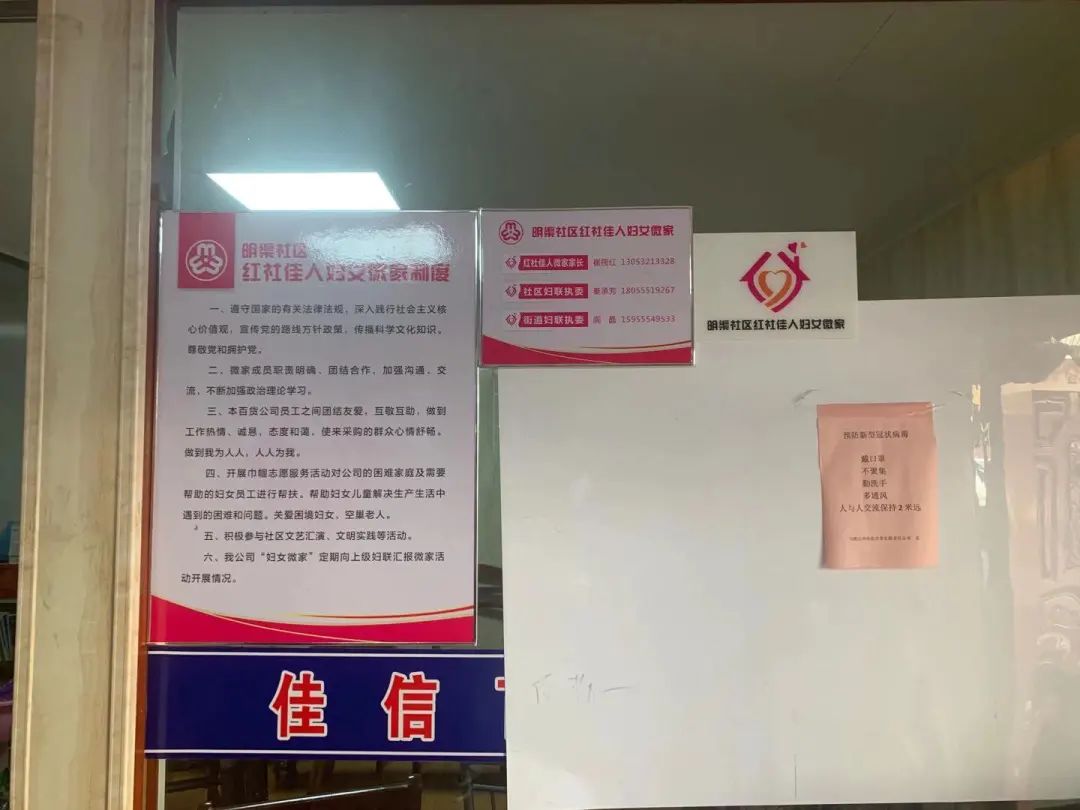 明渠社区
红社佳人妇女微家制度
一、遵守国家的有关法律法规，深入践行社会主义核
心价值观，宣传党的路线方针政策，传播科学文化知识。
尊敬党和拥护党。
二、微家成员职责明确、团结合作，加强沟通、交
流，不断加强政治理论学习。
三、本百货公司员工之间团结友爱，互敬互助，做到
工作热情、诚恳，态度和蔼，使来采购的群众心情舒畅。
做到我为人人，人人为我。
四、开展巾帼志愿服务活动对公司的困难家庭及需要
帮助的妇女员工进行帮扶。帮助妇女儿童解决生产生活中
遇到的困难和问题。关爱困境妇女，空巢老人。
五、积极参与社区文艺汇演、文明实践等活动。
六、我公司“妇女微家”定期向上级妇联汇报微家活
动开展情况。
佳信
明渠社区红社佳人妇女微家
红社佳人微家家长 13053213328
社区妇联执委 18055519267
街道妇联执委 15955549533
明渠社区红社佳人妇女微家
预防新型冠状病毒
戴口罩
不聚集
勤洗手
多通风
人与人交流保持2米远